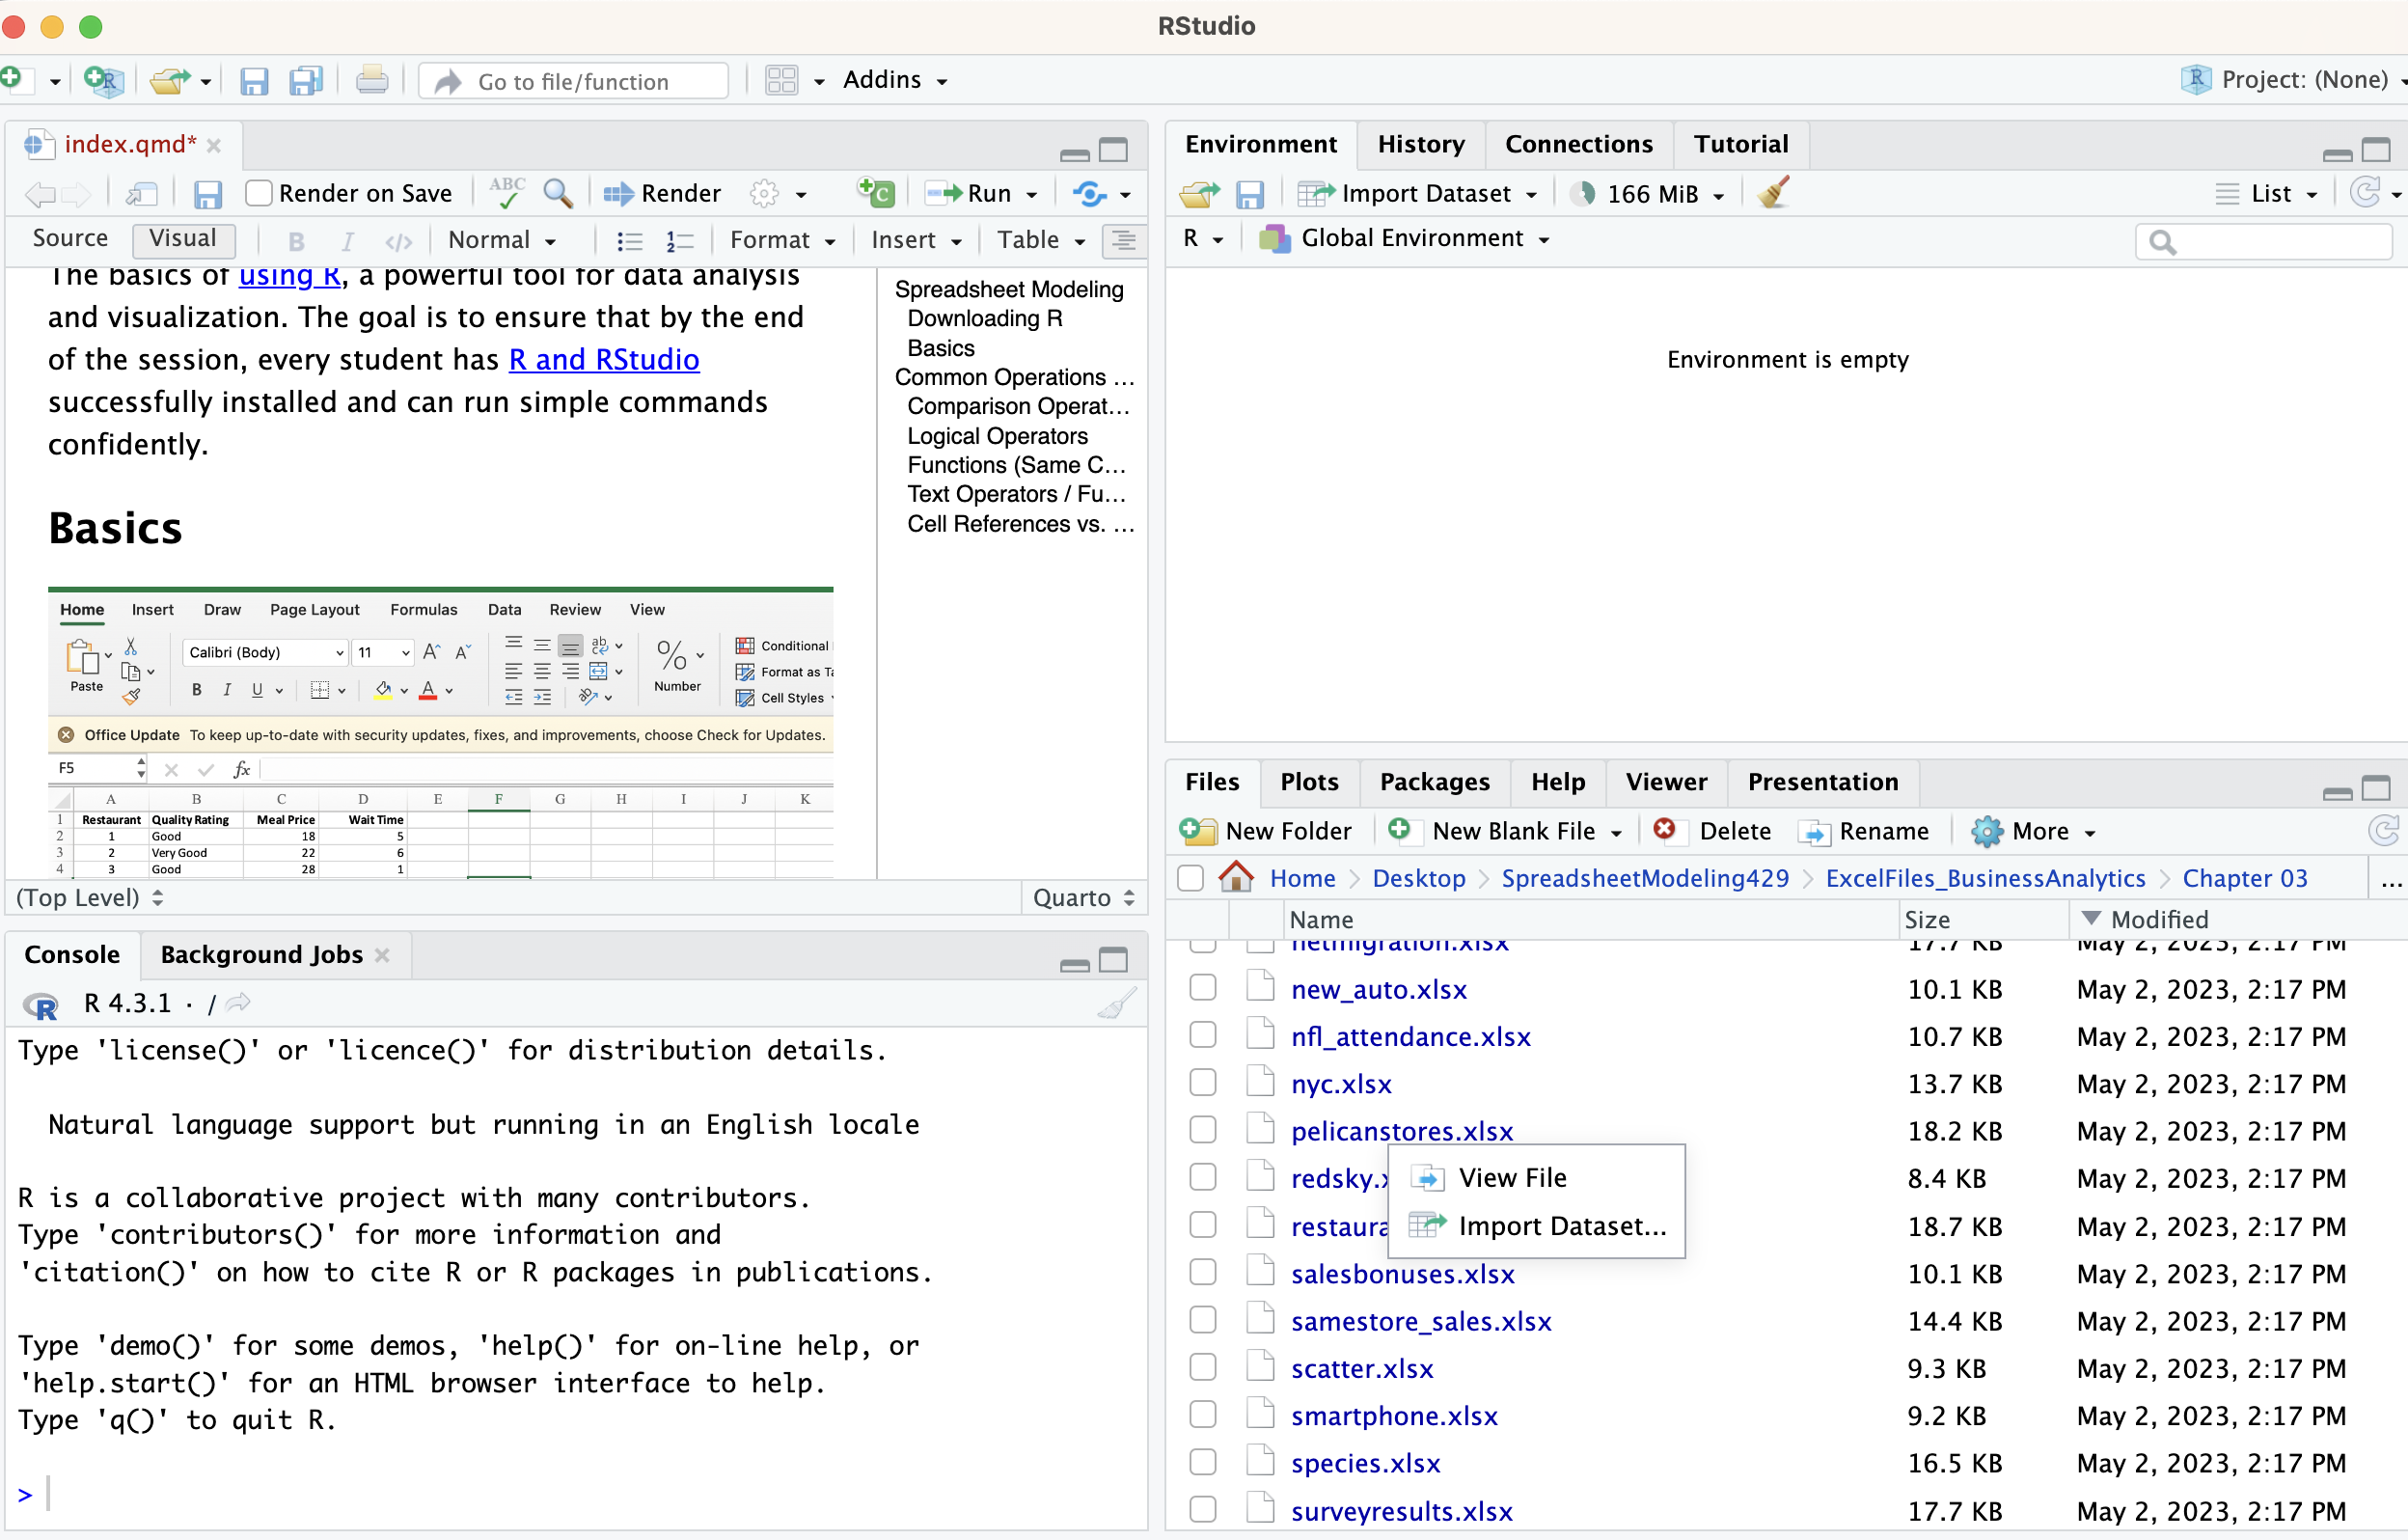 RStudio
Go to file/function
Addins
Project: (None)
index.qmd*
Render on Save
ABC
Render
C
Run
Source
Visual
B
I
</>
Normal
Format
Insert
Table
The basics of using R, a powerful tool for data analysis
and visualization. The goal is to ensure that by the end
of the session, every student has R and RStudio
successfully installed and can run simple commands
confidently.
Basics
Home Insert Draw Page Layout Formulas Data Review View
Paste
Calibri (Body)
11
A A
B I U A
ab
%
Number
Conditional
Format as Ta
Cell Styles
Office Update To keep up-to-date with security updates, fixes, and improvements, choose Check for Updates.
F5
fx
A B C D E F G H I J K
1 Restaurant Quality Rating Meal Price Wait Time
2 1 Good 18 5
3 2 Very Good 22 6
4 3 Good 28 1
Spreadsheet Modeling
Downloading R
Basics
Common Operations ...
Comparison Operat...
Logical Operators
Functions (Same C...
Text Operators / Fu...
Cell References vs. ...
(Top Level)
Quarto
Console
Background Jobs
R 4.3.1 · /
Type 'license()' or 'licence()' for distribution details.
Natural language support but running in an English locale
R is a collaborative project with many contributors.
Type 'contributors()' for more information and
'citation()' on how to cite R or R packages in publications.
Type 'demo()' for some demos, 'help()' for on-line help, or
'help.start()' for an HTML browser interface to help.
Type 'q()' to quit R.
>
Environment
History
Connections
Tutorial
Import Dataset
166 MiB
List
R
Global Environment
Environment is empty
Files
Plots
Packages
Help
Viewer
Presentation
New Folder
New Blank File
Delete
Rename
More
Home > Desktop > SpreadsheetModeling429 > ExcelFiles_BusinessAnalytics > Chapter 03
...
Name Size Modified
netmigration.xlsx 17.7 KB May 2, 2023, 2:17 PM
new_auto.xlsx 10.1 KB May 2, 2023, 2:17 PM
nfl_attendance.xlsx 10.7 KB May 2, 2023, 2:17 PM
nyc.xlsx 13.7 KB May 2, 2023, 2:17 PM
pelicanstores.xlsx 18.2 KB May 2, 2023, 2:17 PM
redsky.x 8.4 KB May 2, 2023, 2:17 PM
restaura 18.7 KB May 2, 2023, 2:17 PM
View File
Import Dataset...
salesbonuses.xlsx 10.1 KB May 2, 2023, 2:17 PM
samestore_sales.xlsx 14.4 KB May 2, 2023, 2:17 PM
scatter.xlsx 9.3 KB May 2, 2023, 2:17 PM
smartphone.xlsx 9.2 KB May 2, 2023, 2:17 PM
species.xlsx 16.5 KB May 2, 2023, 2:17 PM
surveyresults.xlsx 17.7 KB May 2, 2023, 2:17 PM